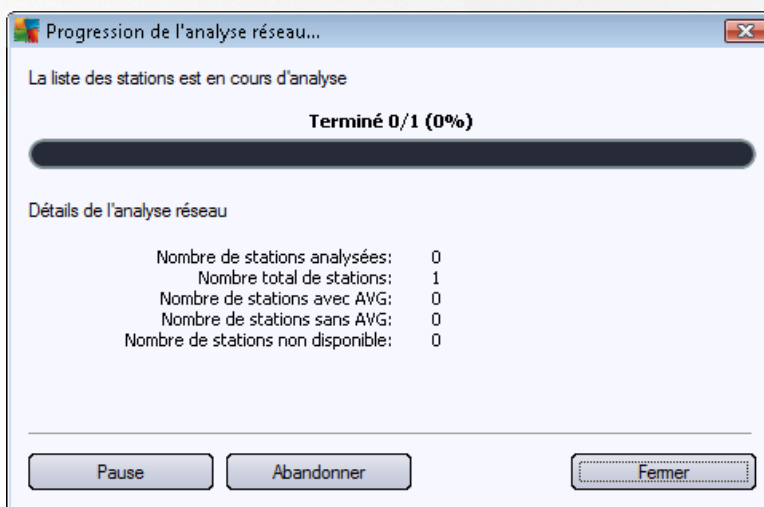 Progression de l'analyse réseau...
La liste des stations est en cours d'analyse
Terminé 0/1 (0%)
Détails de l'analyse réseau
Nombre de stations analysées: 0
Nombre total de stations: 1
Nombre de stations avec AVG: 0
Nombre de stations sans AVG: 0
Nombre de stations non disponible: 0
Pause Abandonner Fermer